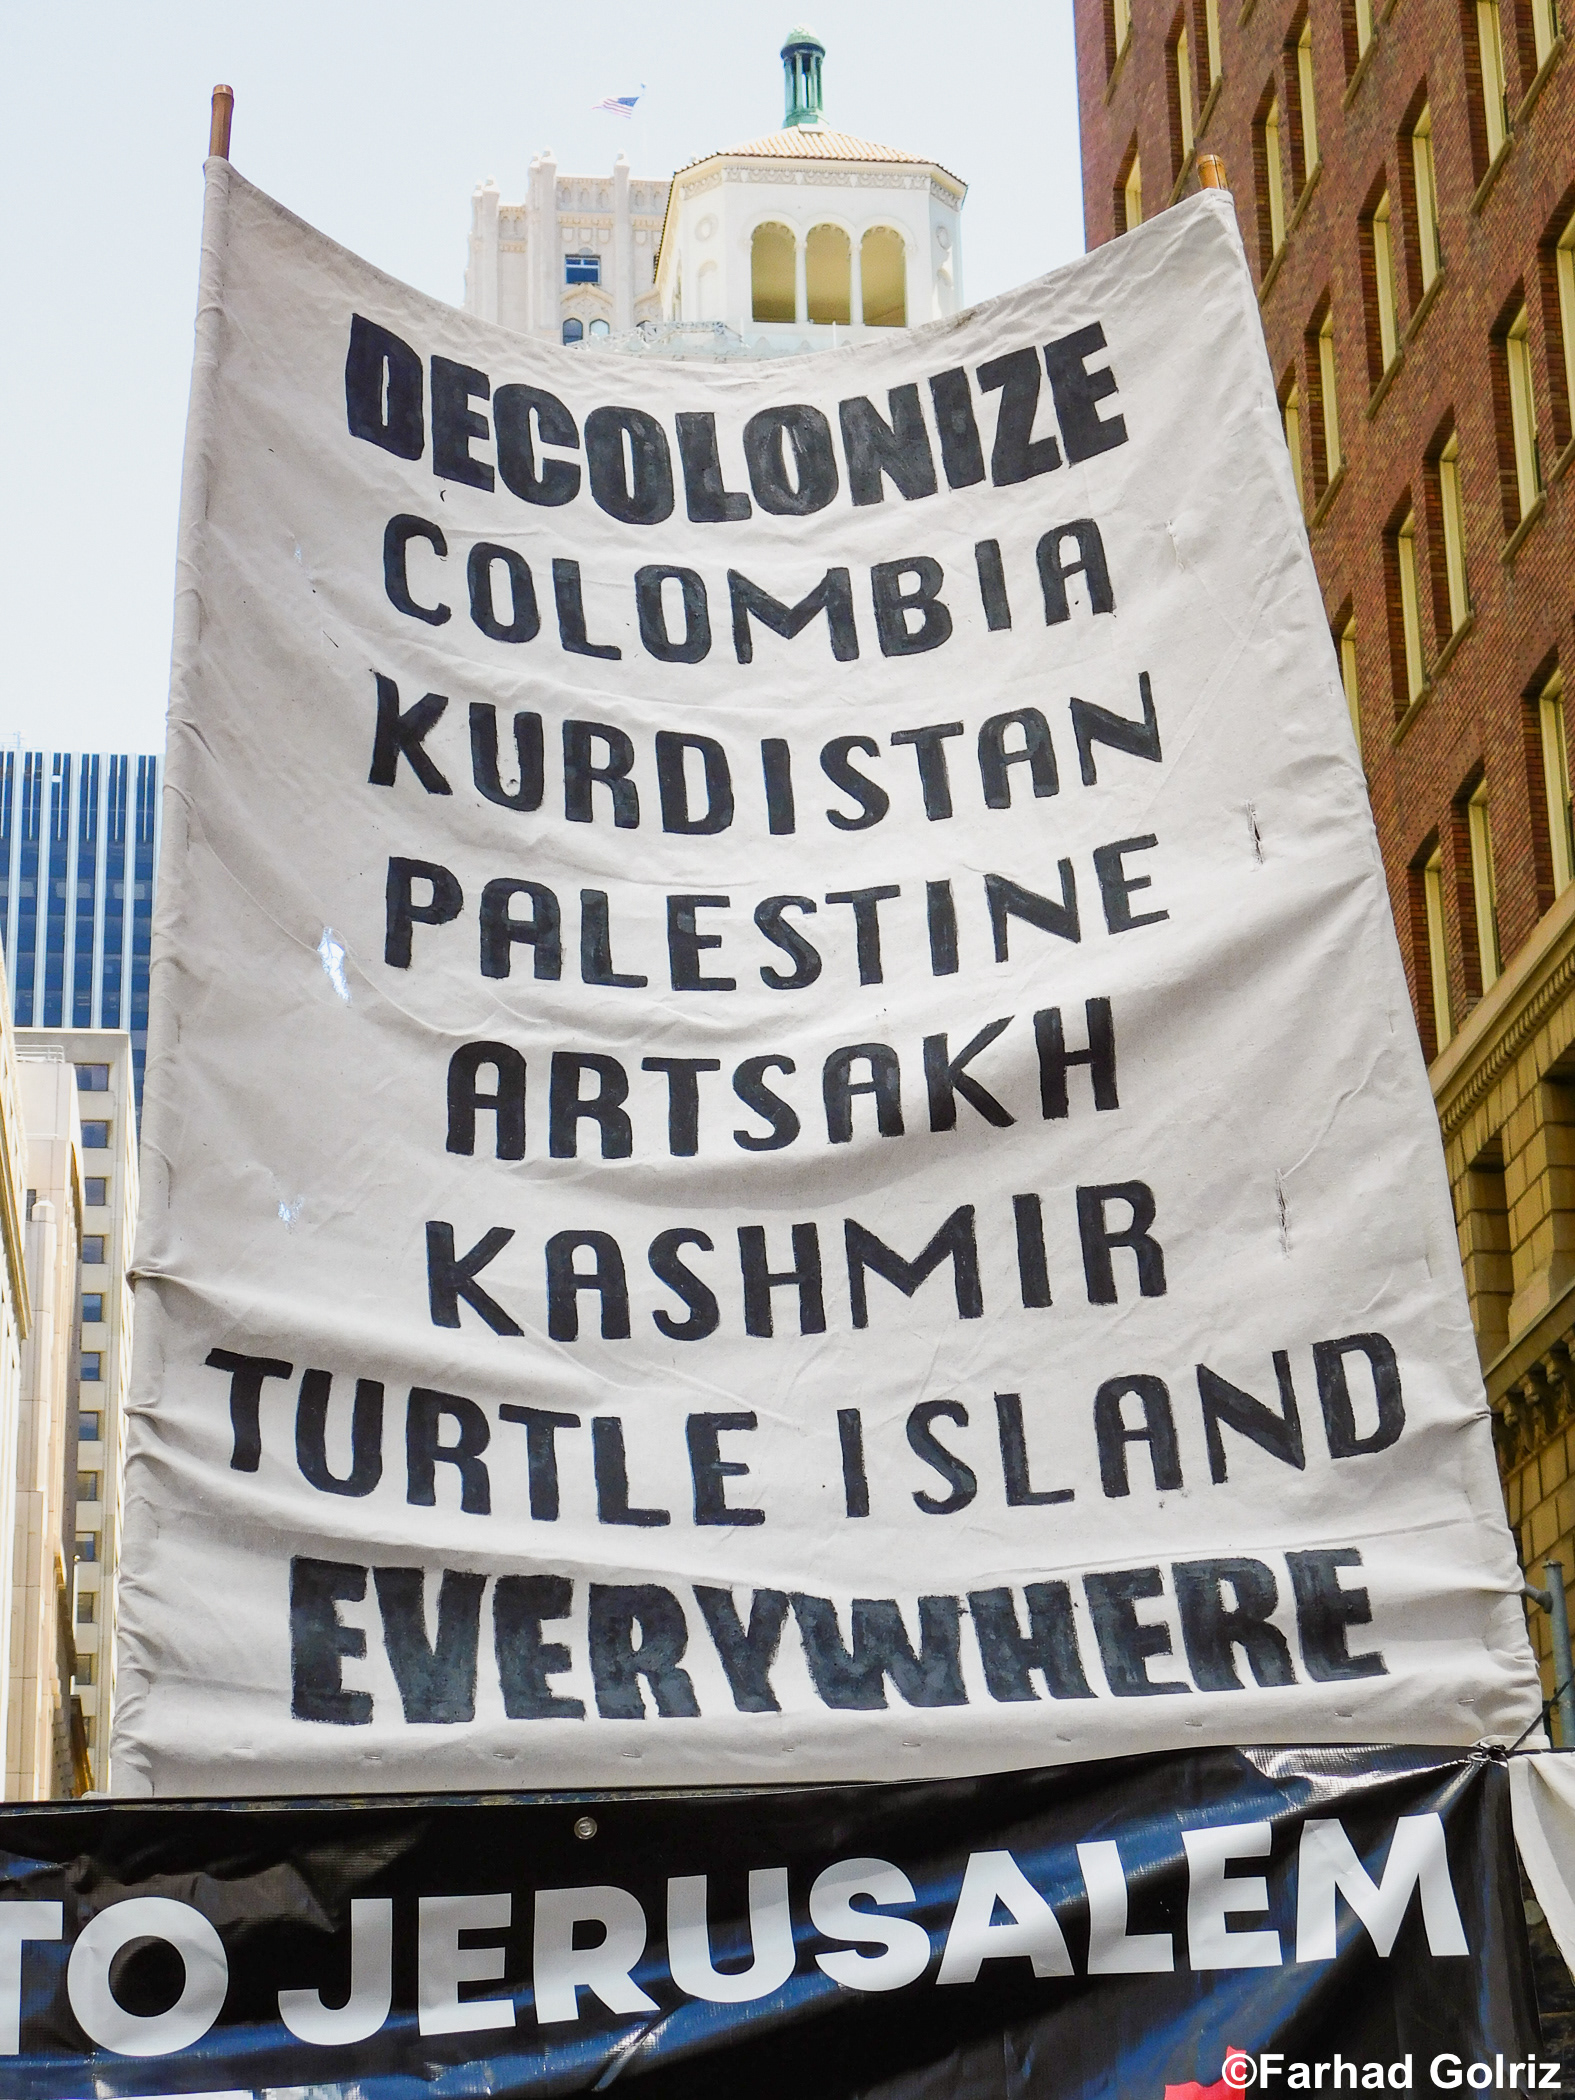 DECOLONIZE
COLOMBIA
KURDISTAN
PALESTINE
ARTSAKH
KASHMIR
TURTLE ISLAND
EVERYWHERE
TO JERUSALEM
©Farhad Golriz